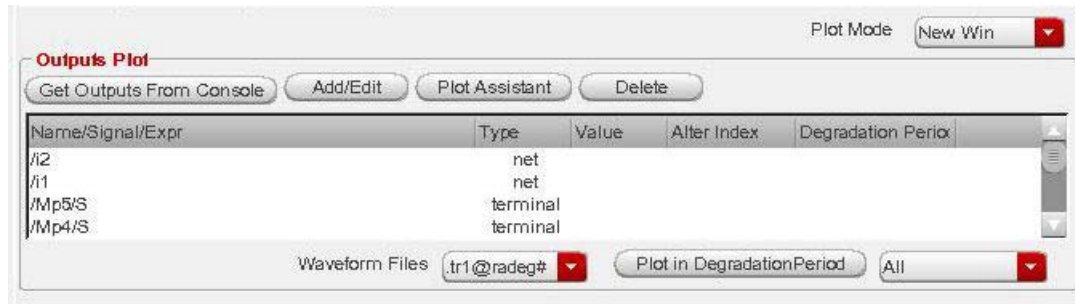 Plot Mode New Win
Outputs Plot
Get Outputs From Console Add/Edit Plot Assistant Delete
Name/Signal/Expr Type Value Alter Index Degradation Perio
/i2 net
/i1 net
/Mp5/S terminal
/Mp4/S terminal
Waveform Files .tr1@radeg# Plot in DegradationPeriod All